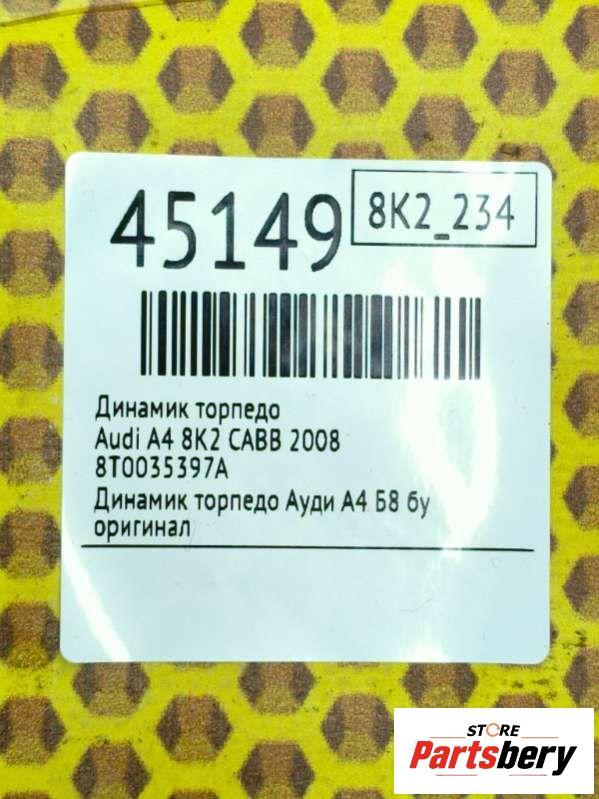 45149
8K2_234
Динамик торпедо
Audi A4 8K2 CABB 2008
8T0035397A
Динамик торпедо Ауди А4 Б8 бу
оригинал
STORE
Partsbery